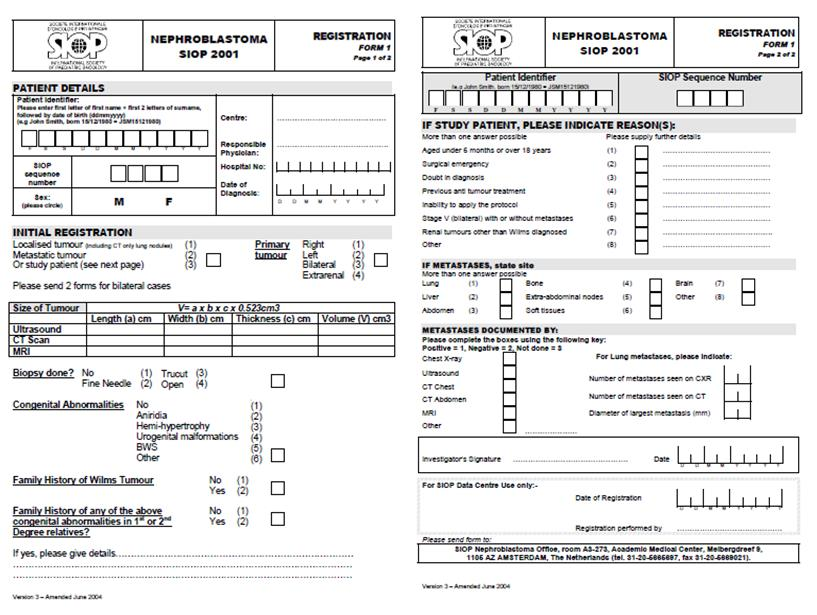 SOCIETE INTERNATIONALE
D'ONCOLOGIE PEDIATRIQUE
SIOP
INTERNATIONAL SOCIETY
OF PAEDIATRIC ONCOLOGY
NEPHROBLASTOMA
SIOP 2001
REGISTRATION
FORM 1
Page 1 of 2
PATIENT DETAILS
Patient Identifier:
Please enter first letter of first name + first 2 letters of surname,
followed by date of birth (ddmmyyyy)
(e.g John Smith, born 15/12/1980 = JSM15121980)
F S S D D M M Y Y Y Y
SIOP
sequence
number
Sex:
(please circle)
M F
Centre:
Responsible
Physician:
Hospital No:
Date of
Diagnosis:
D D M M Y Y Y Y
INITIAL REGISTRATION
Localised tumour (including CT only lung nodules) (1)
Metastatic tumour (2)
Or study patient (see next page) (3)
Please send 2 forms for bilateral cases
Primary
tumour
Right (1)
Left (2)
Bilateral (3)
Extrarenal (4)
Size of Tumour V= a x b x c x 0.523cm3
Length (a) cm Width (b) cm Thickness (c) cm Volume (V) cm3
Ultrasound
CT Scan
MRI
Biopsy done? No (1) Trucut (3)
Fine Needle (2) Open (4)
Congenital Abnormalities No (1)
Aniridia (2)
Hemi-hypertrophy (3)
Urogenital malformations (4)
BWS (5)
Other (6)
Family History of Wilms Tumour No (1)
Yes (2)
Family History of any of the above No (1)
congenital abnormalities in 1st or 2nd Yes (2)
Degree relatives?
If yes, please give details
Version 3 – Amended June 2004
SOCIETE INTERNATIONALE
D'ONCOLOGIE PEDIATRIQUE
SIOP
INTERNATIONAL SOCIETY
OF PAEDIATRIC ONCOLOGY
NEPHROBLASTOMA
SIOP 2001
REGISTRATION
FORM 1
Page 2 of 2
Patient Identifier
(e.g John Smith, born 15/12/1980 = JSM15121980)
F S S D D M M Y Y Y Y
SIOP Sequence Number
IF STUDY PATIENT, PLEASE INDICATE REASON(S):
More than one answer possible Please supply further details
Aged under 6 months or over 18 years (1)
Surgical emergency (2)
Doubt in diagnosis (3)
Previous anti tumour treatment (4)
Inability to apply the protocol (5)
Stage V (bilateral) with or without metastases (6)
Renal tumours other than Wilms diagnosed (7)
Other (8)
IF METASTASES, state site
More than one answer possible
Lung (1) Bone (4) Brain (7)
Liver (2) Extra-abdominal nodes (5) Other (8)
Abdomen (3) Soft tissues (6)
METASTASES DOCUMENTED BY:
Please complete the boxes using the following key:
Positive = 1, Negative = 2, Not done = 3
Chest X-ray
Ultrasound
CT Chest
CT Abdomen
MRI
Other
For Lung metastases, please indicate:
Number of metastases seen on CXR
Number of metastases seen on CT
Diameter of largest metastasis (mm)
Investigator's Signature Date
D D M M Y Y Y Y
For SIOP Data Centre Use only:-
Date of Registration
D D M M Y Y Y Y
Registration performed by
Please send form to:
SIOP Nephroblastoma Office, room A3-273, Academic Medical Center, Meibergdreef 9,
1105 AZ AMSTERDAM, The Netherlands (tel. 31-20-5665697, fax 31-20-5669021).
Version 3 – Amended June 2004